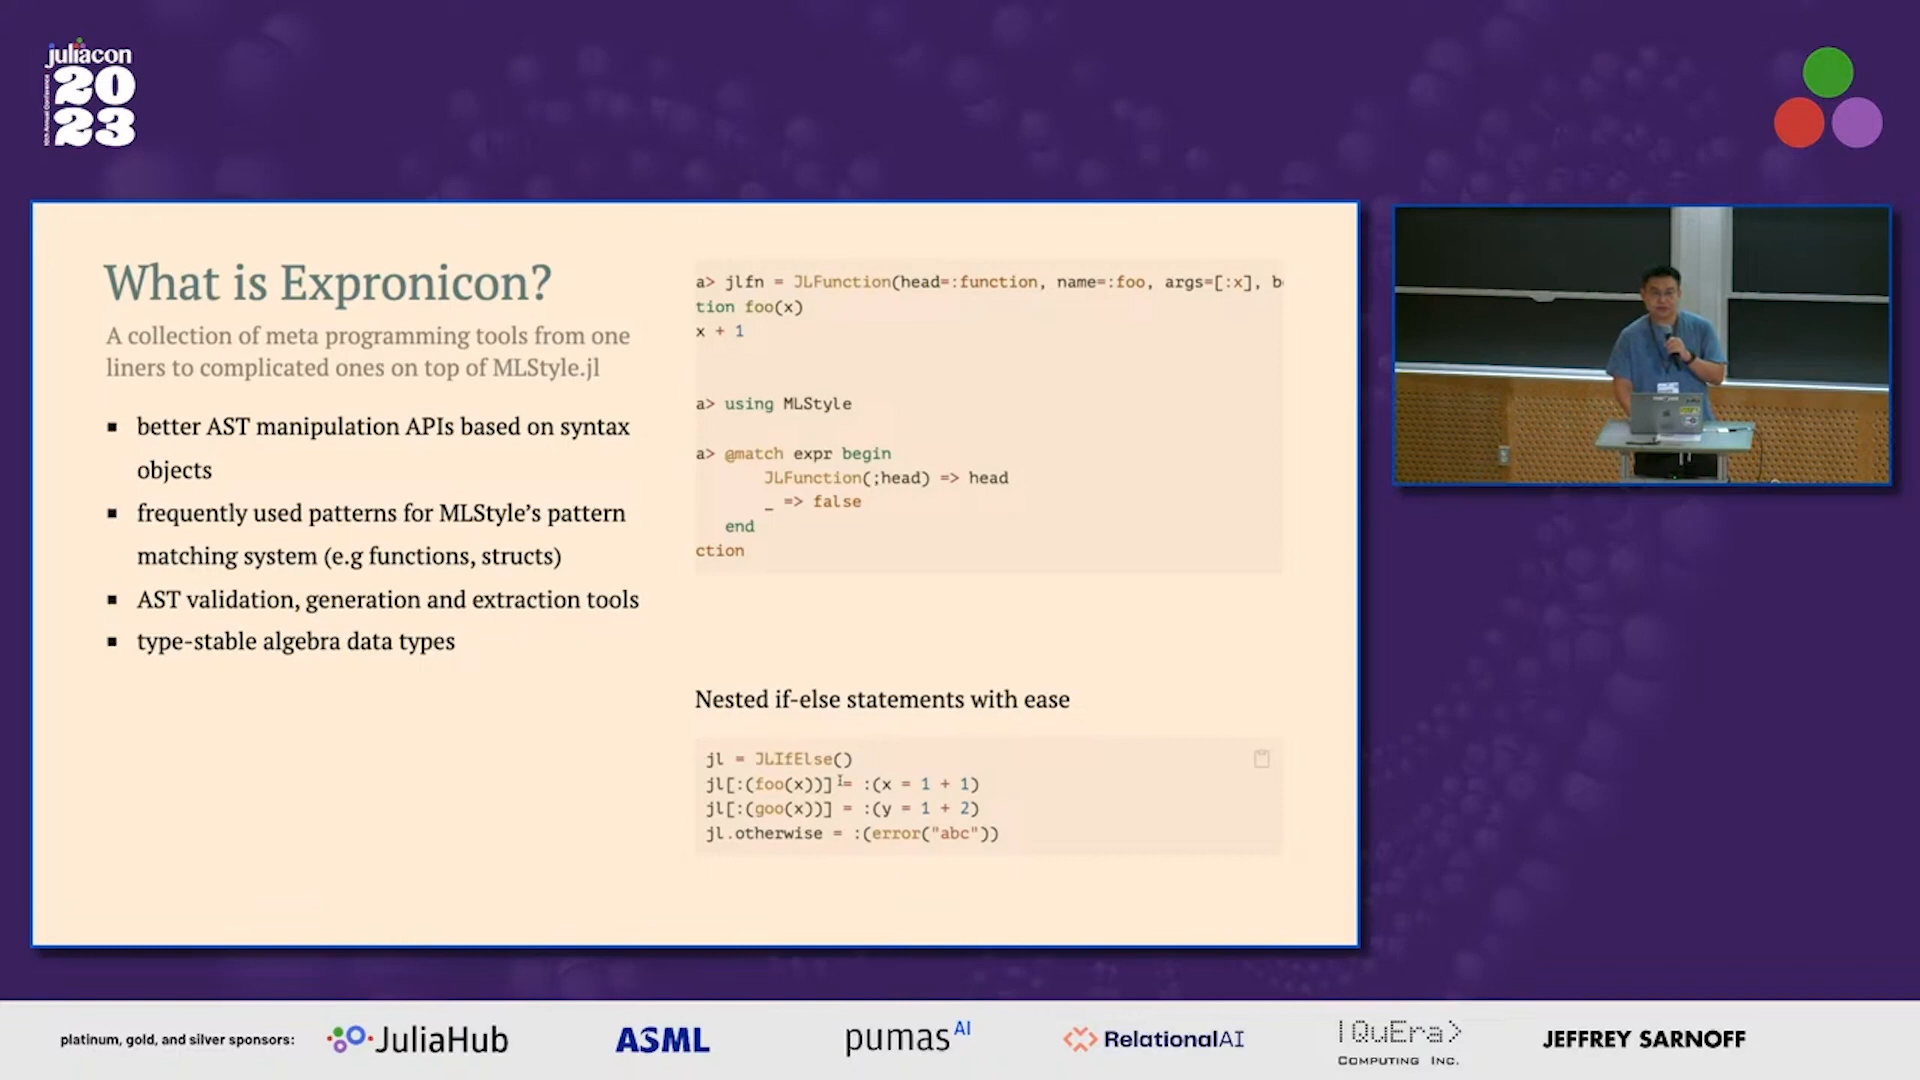 juliacon
2023
What is Expronicon?
A collection of meta programming tools from one
liners to complicated ones on top of MLStyle.jl
▪ better AST manipulation APIs based on syntax
objects
▪ frequently used patterns for MLStyle's pattern
matching system (e.g functions, structs)
▪ AST validation, generation and extraction tools
▪ type-stable algebra data types
a> jlfn = JLFunction(head=:function, name=:foo, args=[:x], b
tion foo(x)
x + 1
a> using MLStyle
a> @match expr begin
JLFunction(;head) => head
_ => false
end
ction
Nested if-else statements with ease
jl = JLIfElse()
jl[:(foo(x))] = :(x = 1 + 1)
jl[:(goo(x))] = :(y = 1 + 2)
jl.otherwise = :(error("abc"))
platinum, gold, and silver sponsors:
JuliaHub
ASML
pumasAI
RelationalAI
|QuEra>
COMPUTING INC.
JEFFREY SARNOFF